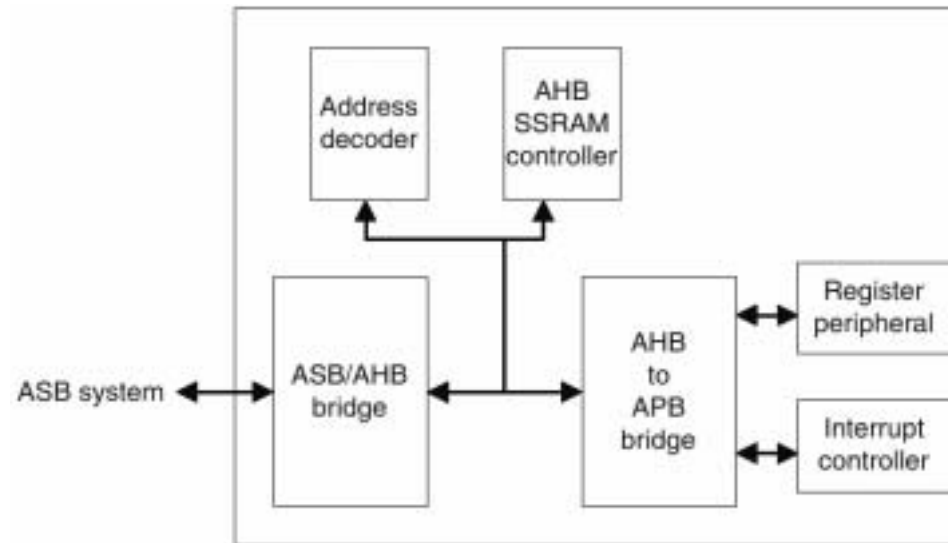 Address
decoder
AHB
SSRAM
controller
ASB system
ASB/AHB
bridge
AHB
to
APB
bridge
Register
peripheral
Interrupt
controller